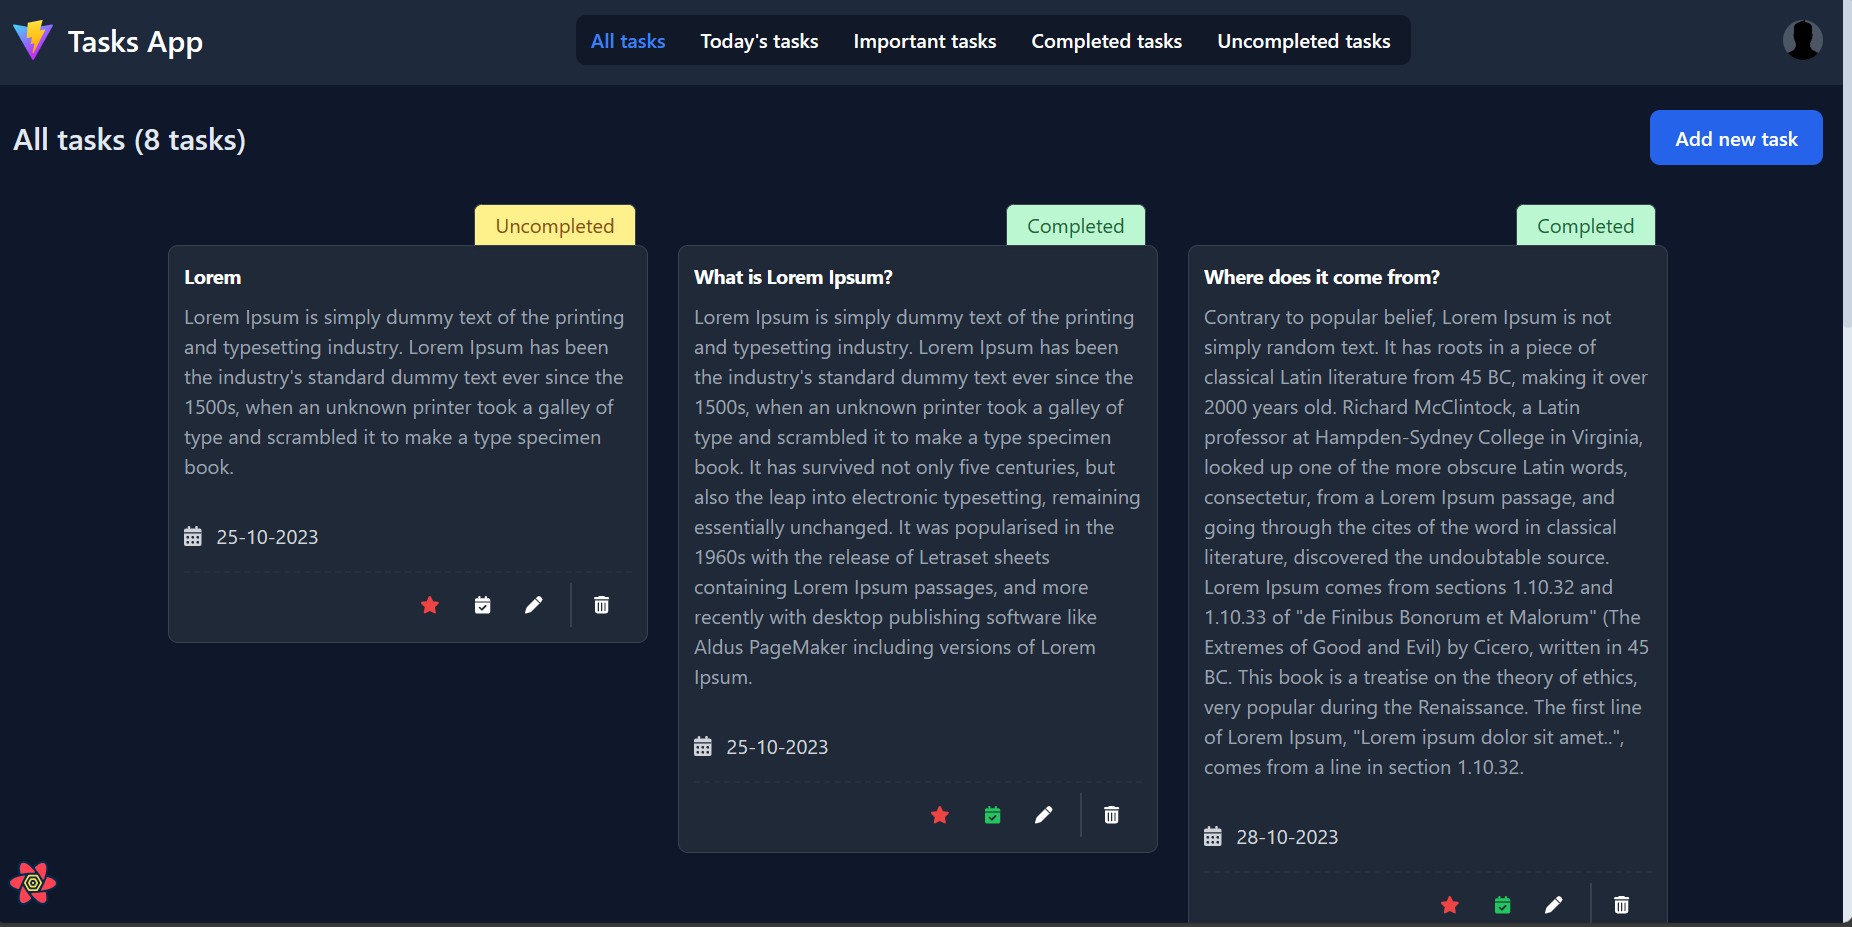 Tasks App
All tasks
Today's tasks
Important tasks
Completed tasks
Uncompleted tasks
All tasks (8 tasks)
Add new task
Uncompleted
Lorem
Lorem Ipsum is simply dummy text of the printing
and typesetting industry. Lorem Ipsum has been
the industry's standard dummy text ever since the
1500s, when an unknown printer took a galley of
type and scrambled it to make a type specimen
book.
25-10-2023
Completed
What is Lorem Ipsum?
Lorem Ipsum is simply dummy text of the printing
and typesetting industry. Lorem Ipsum has been
the industry's standard dummy text ever since the
1500s, when an unknown printer took a galley of
type and scrambled it to make a type specimen
book. It has survived not only five centuries, but
also the leap into electronic typesetting, remaining
essentially unchanged. It was popularised in the
1960s with the release of Letraset sheets
containing Lorem Ipsum passages, and more
recently with desktop publishing software like
Aldus PageMaker including versions of Lorem
Ipsum.
25-10-2023
Completed
Where does it come from?
Contrary to popular belief, Lorem Ipsum is not
simply random text. It has roots in a piece of
classical Latin literature from 45 BC, making it over
2000 years old. Richard McClintock, a Latin
professor at Hampden-Sydney College in Virginia,
looked up one of the more obscure Latin words,
consectetur, from a Lorem Ipsum passage, and
going through the cites of the word in classical
literature, discovered the undoubtable source.
Lorem Ipsum comes from sections 1.10.32 and
1.10.33 of "de Finibus Bonorum et Malorum" (The
Extremes of Good and Evil) by Cicero, written in 45
BC. This book is a treatise on the theory of ethics,
very popular during the Renaissance. The first line
of Lorem Ipsum, "Lorem ipsum dolor sit amet..",
comes from a line in section 1.10.32.
28-10-2023